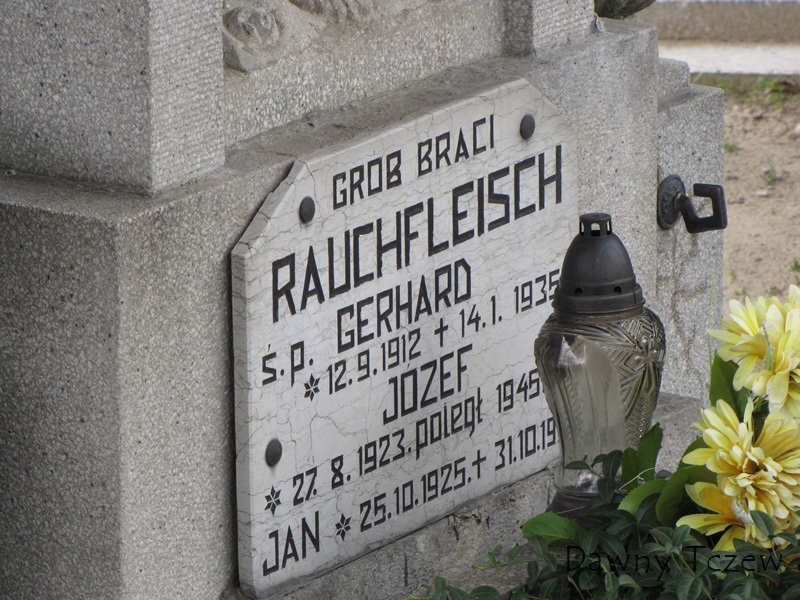 GROB BRACI
RAUCHFLEISCH
Ś.P. GERHARD
* 12.9.1912 + 14.1. 1935
JÓZEF
* 27. 8. 1923. poległ 1945
JAN * 25.10.1925. + 31.10.19
Dawny Tczew